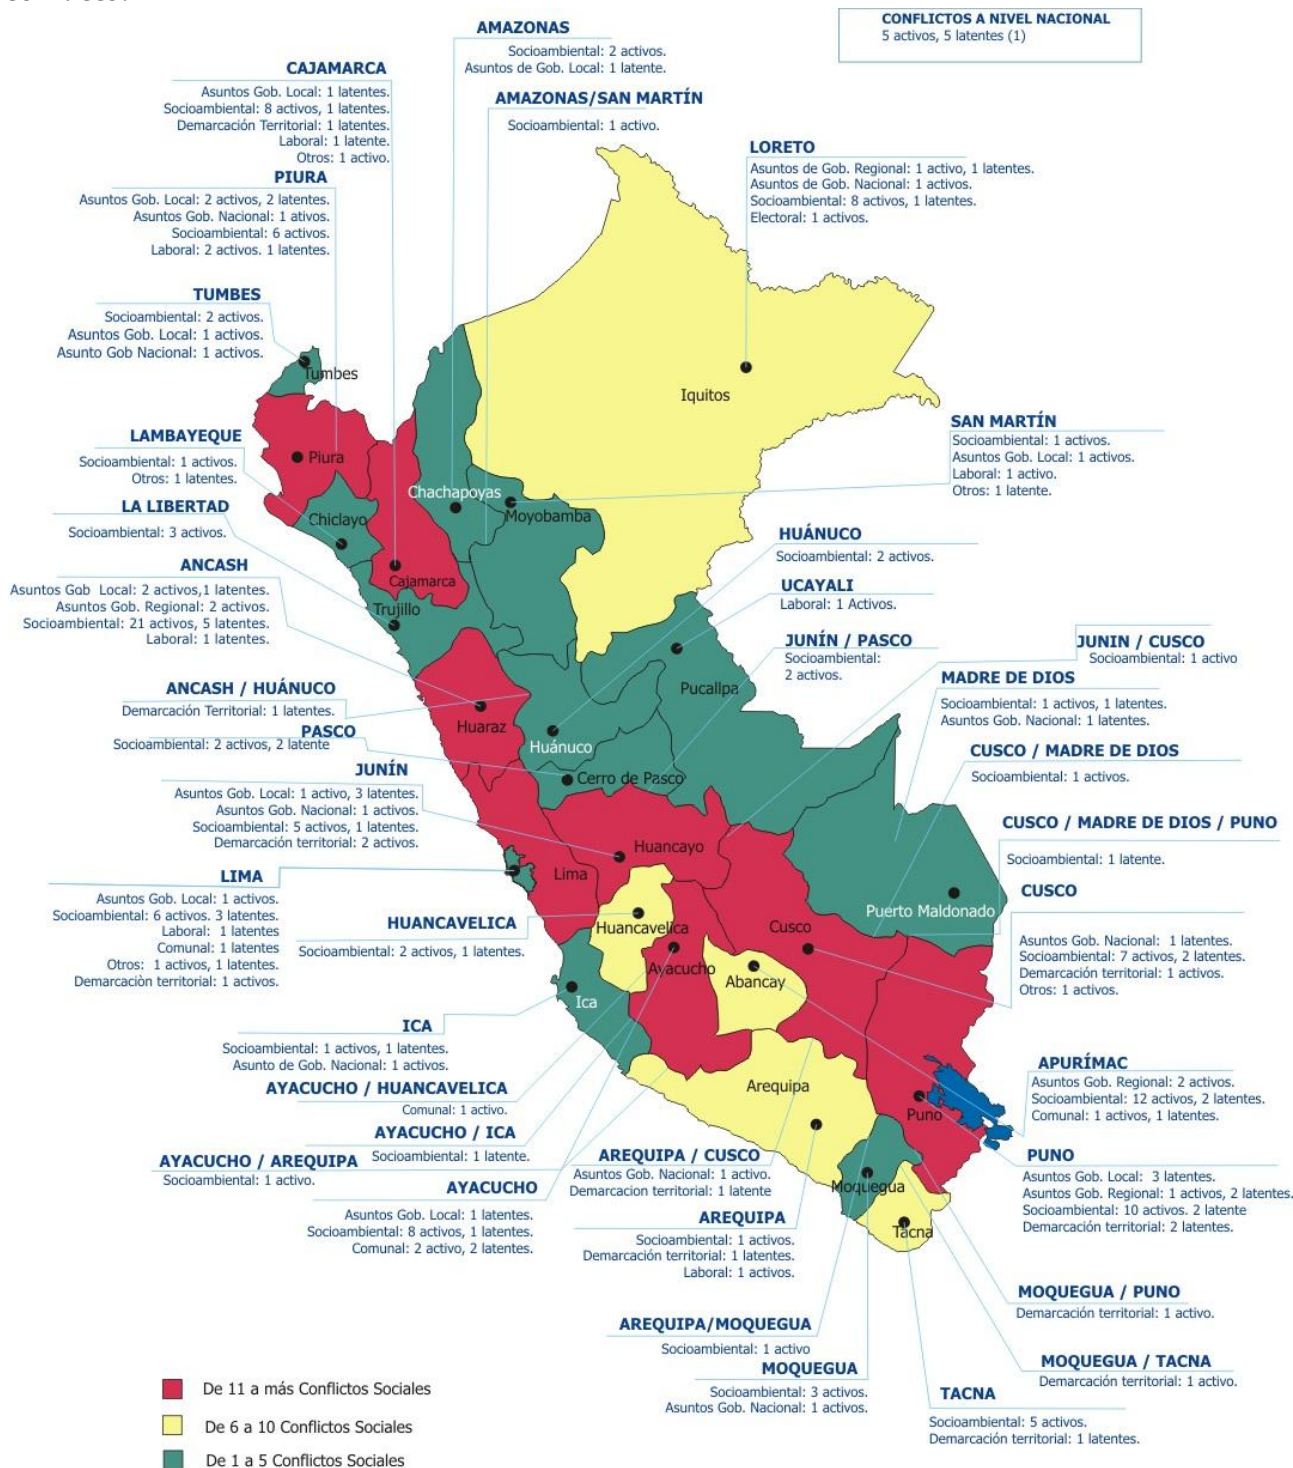 CONFLICTOS A NIVEL NACIONAL
5 activos, 5 latentes (1)
AMAZONAS
Socioambiental: 2 activos.
Asuntos de Gob. Local: 1 latente.
CAJAMARCA
Asuntos Gob. Local: 1 latentes.
Socioambiental: 8 activos, 1 latentes.
Demarcación Territorial: 1 latentes.
Laboral: 1 latente.
Otros: 1 activo.
AMAZONAS/SAN MARTÍN
Socioambiental: 1 activo.
LORETO
Asuntos de Gob. Regional: 1 activo, 1 latentes.
Asuntos de Gob. Nacional: 1 activos.
Socioambiental: 8 activos, 1 latentes.
Electoral: 1 activos.
PIURA
Asuntos Gob. Local: 2 activos, 2 latentes.
Asuntos Gob. Nacional: 1 ativos.
Socioambiental: 6 activos.
Laboral: 2 activos. 1 latentes.
TUMBES
Socioambiental: 2 activos.
Asuntos Gob. Local: 1 activos.
Asunto Gob Nacional: 1 activos.
Tumbes
Iquitos
SAN MARTÍN
Socioambiental: 1 activos.
Asuntos Gob. Local: 1 activos.
Laboral: 1 activo.
Otros: 1 latente.
LAMBAYEQUE
Socioambiental: 1 activos.
Otros: 1 latentes.
Piura
Chachapoyas
Moyobamba
Chiclayo
LA LIBERTAD
Socioambiental: 3 activos.
HUÁNUCO
Socioambiental: 2 activos.
ANCASH
Asuntos Gob Local: 2 activos,1 latentes.
Asuntos Gob. Regional: 2 activos.
Socioambiental: 21 activos, 5 latentes.
Laboral: 1 latentes.
Cajamarca
Trujillo
UCAYALI
Laboral: 1 Activos.
JUNÍN / PASCO
Socioambiental:
2 activos.
JUNIN / CUSCO
Socioambiental: 1 activo
MADRE DE DIOS
Socioambiental: 1 activos, 1 latentes.
Asuntos Gob. Nacional: 1 latentes.
ANCASH / HUÁNUCO
Demarcación Territorial: 1 latentes.
Pucallpa
Huaraz
PASCO
Socioambiental: 2 activos, 2 latente
Huánuco
CUSCO / MADRE DE DIOS
Socioambiental: 1 activos.
JUNÍN
Asuntos Gob. Local: 1 activo, 3 latentes.
Asuntos Gob. Nacional: 1 activos.
Socioambiental: 5 activos, 1 latentes.
Demarcación territorial: 2 activos.
Cerro de Pasco
CUSCO / MADRE DE DIOS / PUNO
Socioambiental: 1 latente.
Huancayo
LIMA
Asuntos Gob. Local: 1 activos.
Socioambiental: 6 activos. 3 latentes.
Laboral: 1 latentes
Comunal: 1 latentes
Otros: 1 activos, 1 latentes.
Demarcaciòn territorial: 1 activos.
Lima
CUSCO
Asuntos Gob. Nacional: 1 latentes.
Socioambiental: 7 activos, 2 latentes.
Demarcación territorial: 1 activos.
Otros: 1 activos.
Puerto Maldonado
HUANCAVELICA
Socioambiental: 2 activos, 1 latentes.
Huancavelica
Cusco
Ayacucho
Abancay
Ica
ICA
Socioambiental: 1 activos, 1 latentes.
Asunto de Gob. Nacional: 1 activos.
APURÍMAC
Asuntos Gob. Regional: 2 activos.
Socioambiental: 12 activos, 2 latentes.
Comunal: 1 activos, 1 latentes.
AYACUCHO / HUANCAVELICA
Comunal: 1 activo.
Arequipa
Puno
AYACUCHO / ICA
Socioambiental: 1 latente.
AYACUCHO / AREQUIPA
Socioambiental: 1 activo.
AREQUIPA / CUSCO
Asuntos Gob. Nacional: 1 activo.
Demarcacion territorial: 1 latente
PUNO
Asuntos Gob. Local: 3 latentes.
Asuntos Gob. Regional: 1 activos, 2 latentes.
Socioambiental: 10 activos. 2 latente
Demarcación territorial: 2 latentes.
AYACUCHO
Asuntos Gob. Local: 1 latentes.
Socioambiental: 8 activos, 1 latentes.
Comunal: 2 activo, 2 latentes.
Moquegua
AREQUIPA
Socioambiental: 1 activos.
Demarcación territorial: 1 latentes.
Laboral: 1 activos.
Tacna
MOQUEGUA / PUNO
Demarcación territorial: 1 activo.
AREQUIPA/MOQUEGUA
Socioambiental: 1 activo
MOQUEGUA / TACNA
Demarcación territorial: 1 activo.
MOQUEGUA
Socioambiental: 3 activos.
Asuntos Gob. Nacional: 1 activos.
TACNA
Socioambiental: 5 activos.
Demarcación territorial: 1 latentes.
De 11 a más Conflictos Sociales
De 6 a 10 Conflictos Sociales
De 1 a 5 Conflictos Sociales